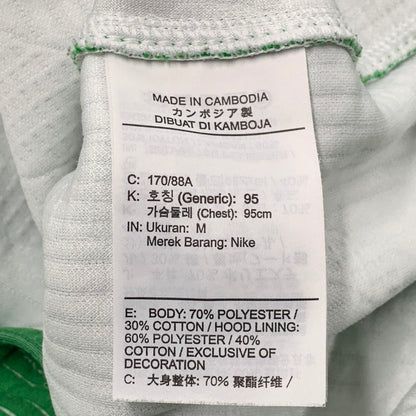 MADE IN CAMBODIA
カンボジア製
DIBUAT DI KAMBOJA
C: 170/88A
K: 호칭 (Generic): 95
가슴둘레 (Chest): 95cm
IN: Ukuran: M
Merek Barang: Nike
E: BODY: 70% POLYESTER /
30% COTTON / HOOD LINING:
60% POLYESTER / 40%
COTTON / EXCLUSIVE OF
DECORATION
C: 大身整体: 70% 聚酯纤维 /